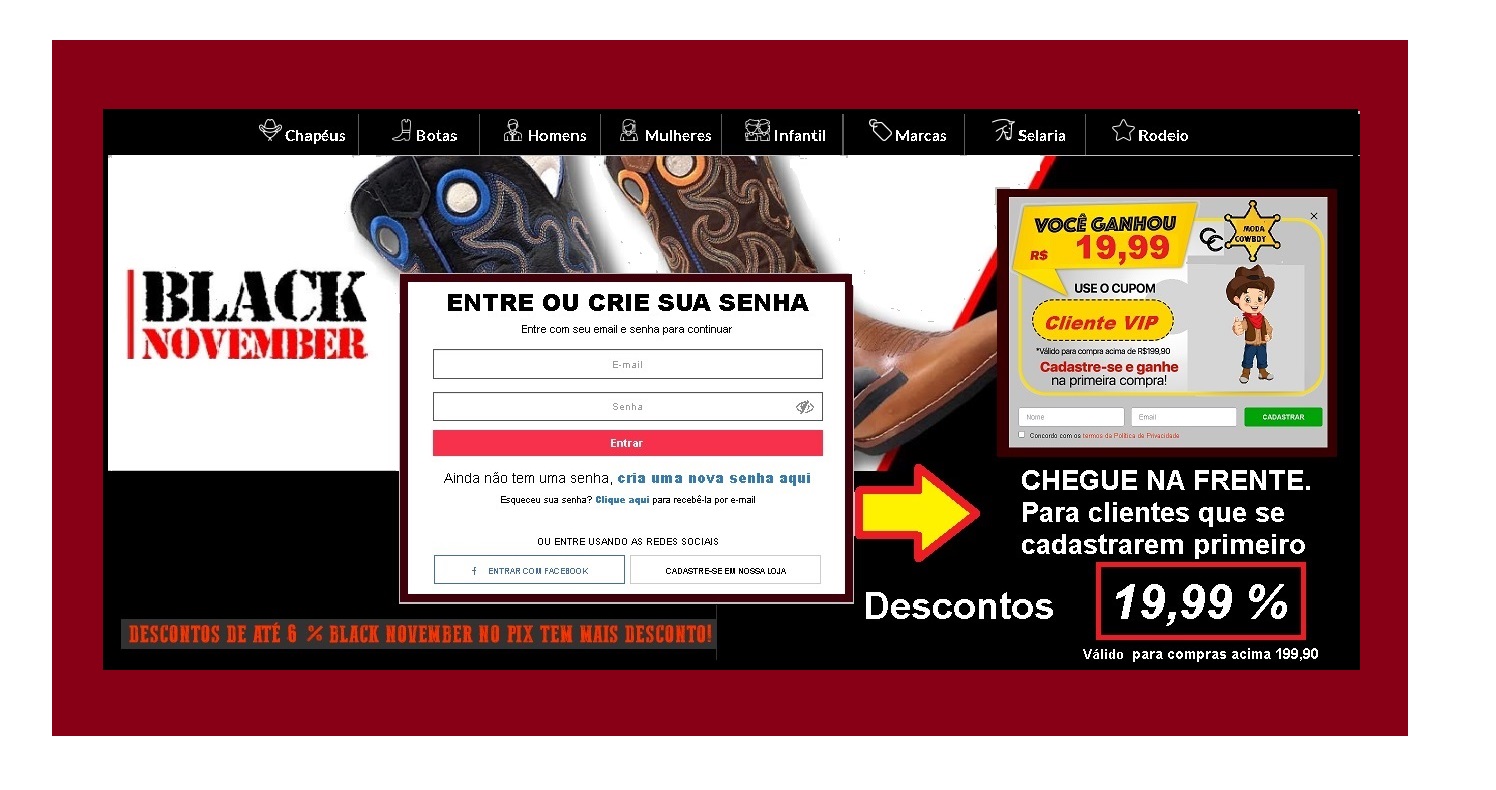 Chapéus
Botas
Homens
Mulheres
Infantil
Marcas
Selaria
Rodeio
BLACK
NOVEMBER
ENTRE OU CRIE SUA SENHA
Entre com seu email e senha para continuar
E-mail
Senha
Entrar
Ainda não tem uma senha, cria uma nova senha aqui
Esqueceu sua senha? Clique aqui para recebê-la por e-mail
OU ENTRE USANDO AS REDES SOCIAIS
f ENTRAR COM FACEBOOK
CADASTRE-SE EM NOSSA LOJA
DESCONTOS DE ATÉ 6 % BLACK NOVEMBER NO PIX TEM MAIS DESCONTO!
VOCÊ GANHOU
R$ 19,99
CC
MODA
COWBOY
×
USE O CUPOM
Cliente VIP
*Válido para compra acima de R$199,90
Cadastre-se e ganhe
na primeira compra!
Nome
Email
CADASTRAR
Concordo com os termos de Política de Privacidade
CHEGUE NA FRENTE.
Para clientes que se
cadastrarem primeiro
Descontos 19,99 %
Válido para compras acima 199,90